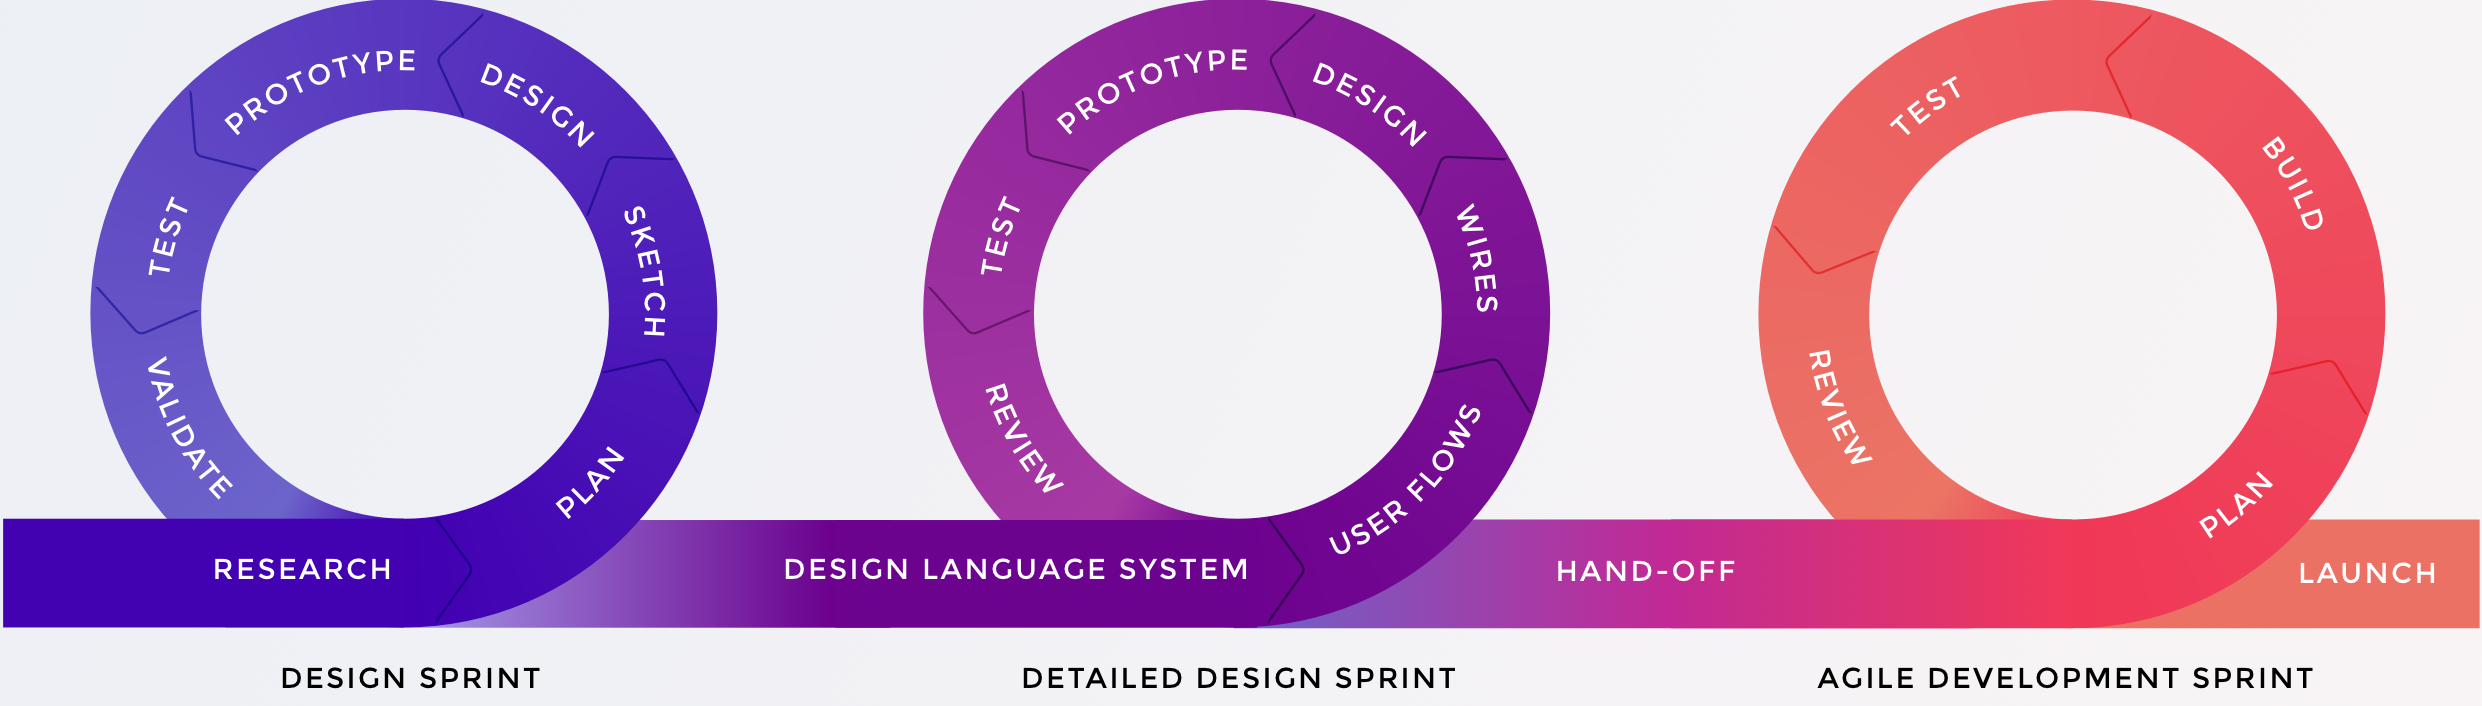 RESEARCH
PLAN
SKETCH
DESIGN
PROTOTYPE
TEST
VALIDATE
DESIGN LANGUAGE SYSTEM
USER FLOWS
WIRES
DESIGN
PROTOTYPE
TEST
REVIEW
HAND-OFF
PLAN
BUILD
TEST
REVIEW
LAUNCH
DESIGN SPRINT
DETAILED DESIGN SPRINT
AGILE DEVELOPMENT SPRINT